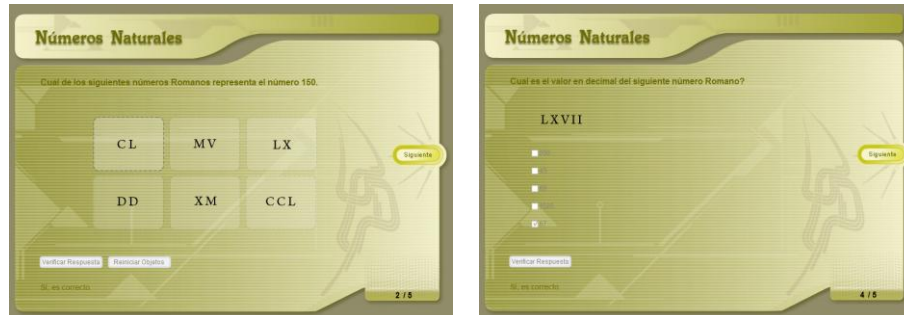 Números Naturales
Cual de los siguientes números Romanos representa el número 150.
CL MV LX
DD XM CCL
Siguiente
Verificar Respuesta Reiniciar Objetos
Si, es correcto
2 / 5
Números Naturales
Cual es el valor en decimal del siguiente número Romano?
LXVII
Siguiente
Verificar Respuesta
Si, es correcto
4 / 5